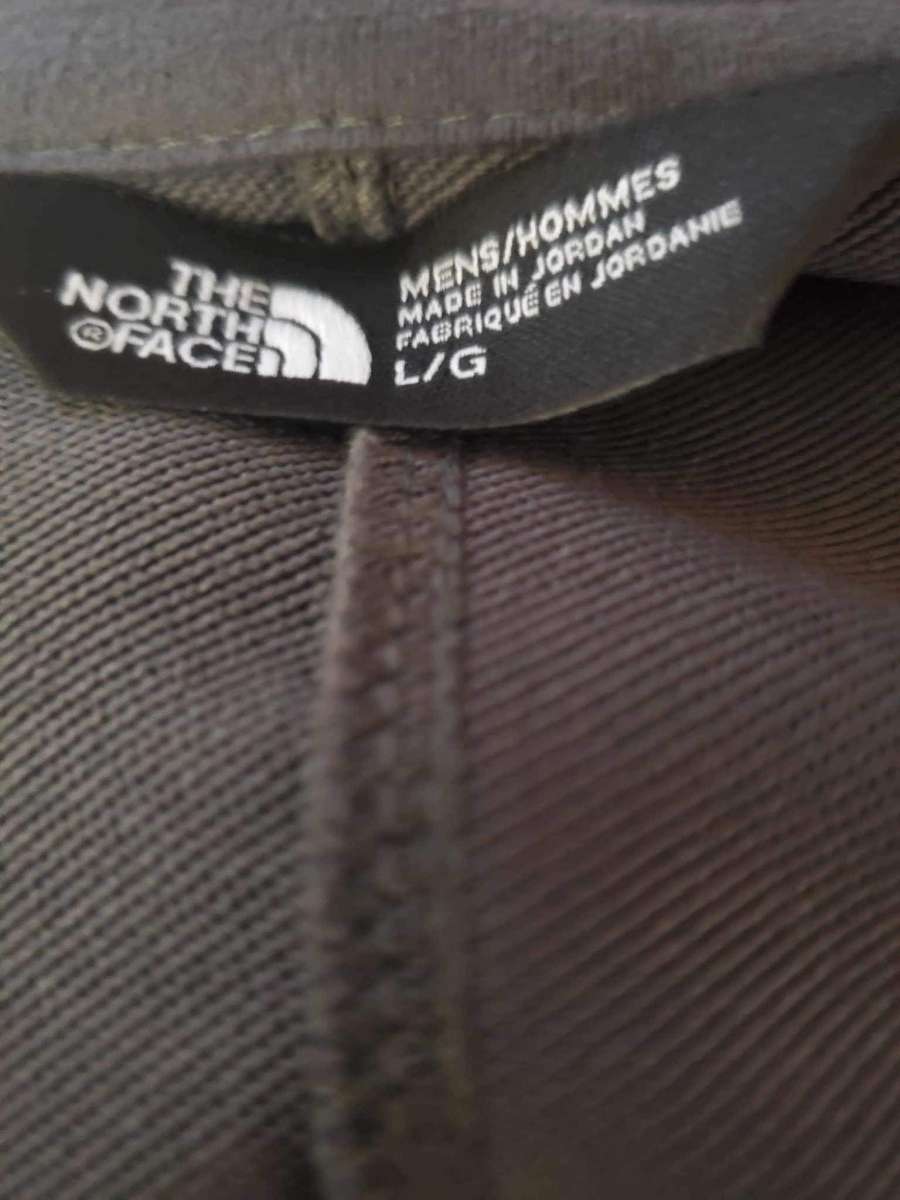 THE
NORTH
®FACE
MENS/HOMMES
MADE IN JORDAN
FABRIQUÉ EN JORDANIE
L/G